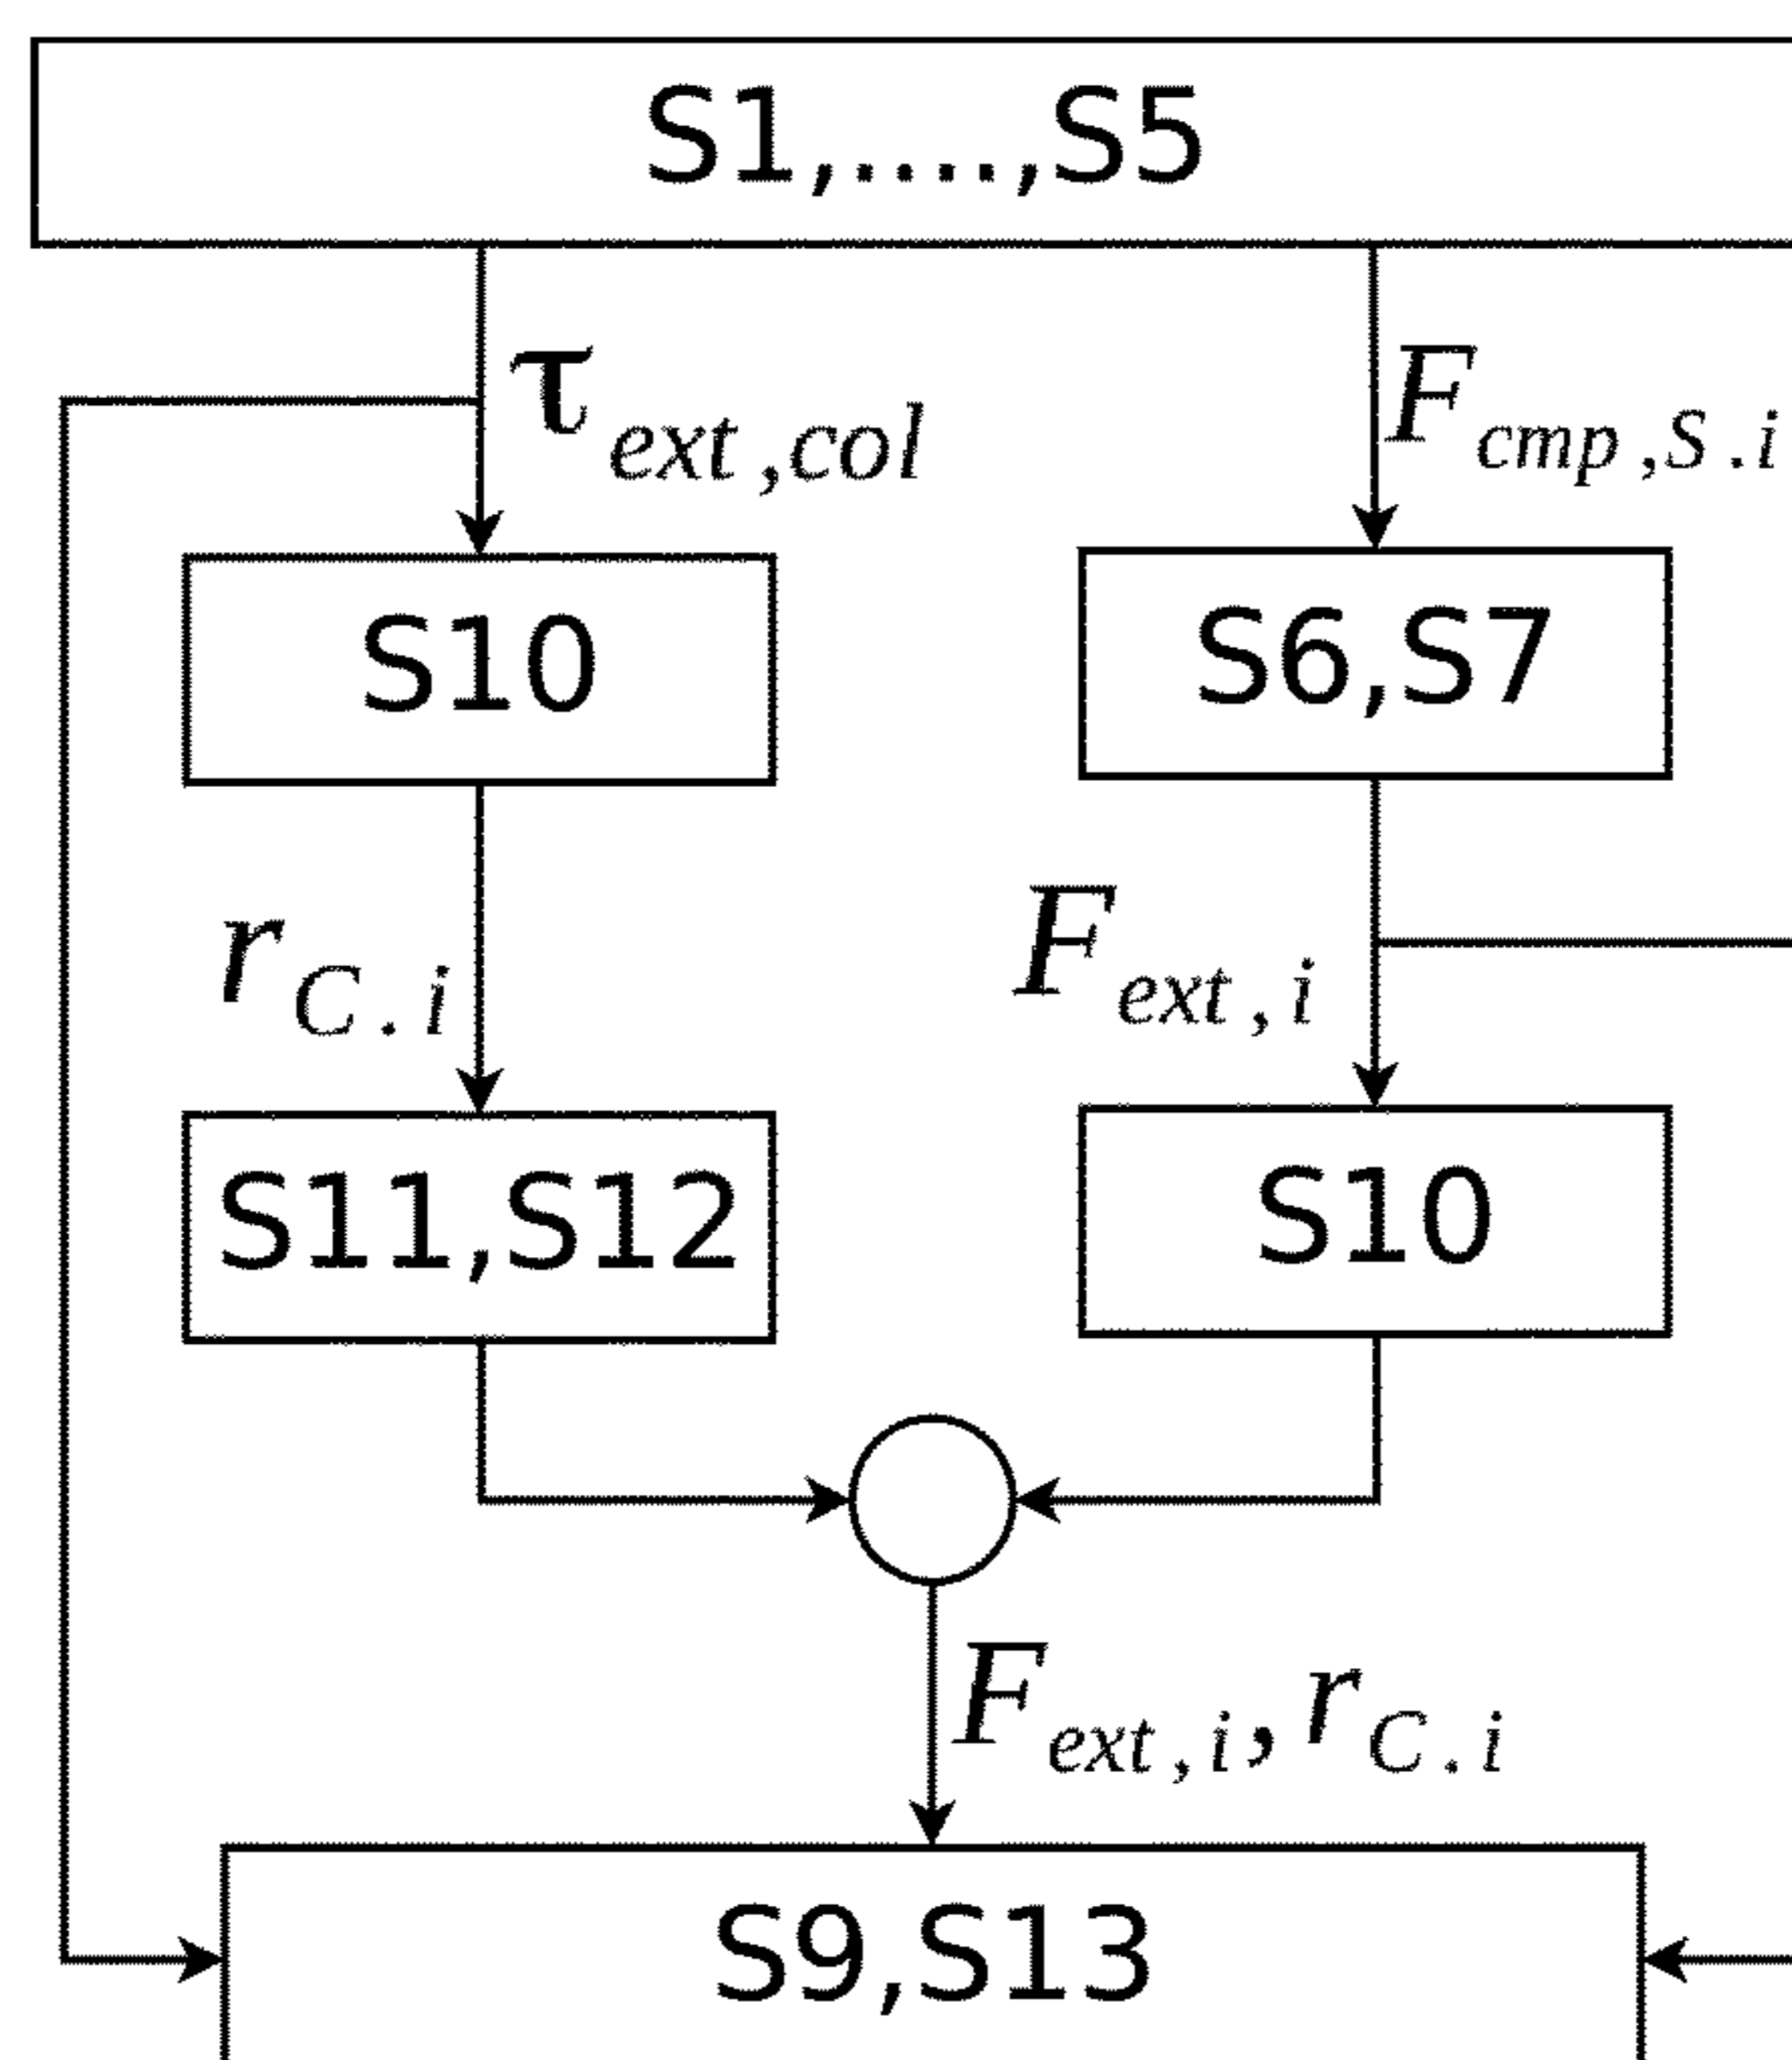 S1,....,S5
τext,col
Fcmp,S.i
S10
S6,S7
rC.i
Fext,i
S11,S12
S10
Fext,i,rC.i
S9,S13